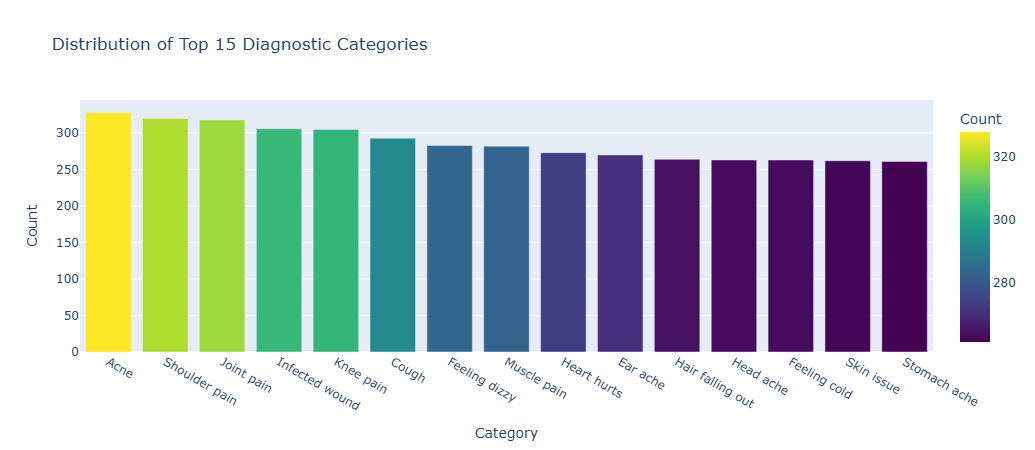 Distribution of Top 15 Diagnostic Categories
Count
300
250
200
150
100
50
0
Acne
Shoulder pain
Joint pain
Infected wound
Knee pain
Cough
Feeling dizzy
Muscle pain
Heart hurts
Ear ache
Hair falling out
Head ache
Feeling cold
Skin issue
Stomach ache
Category
Count
320
300
280